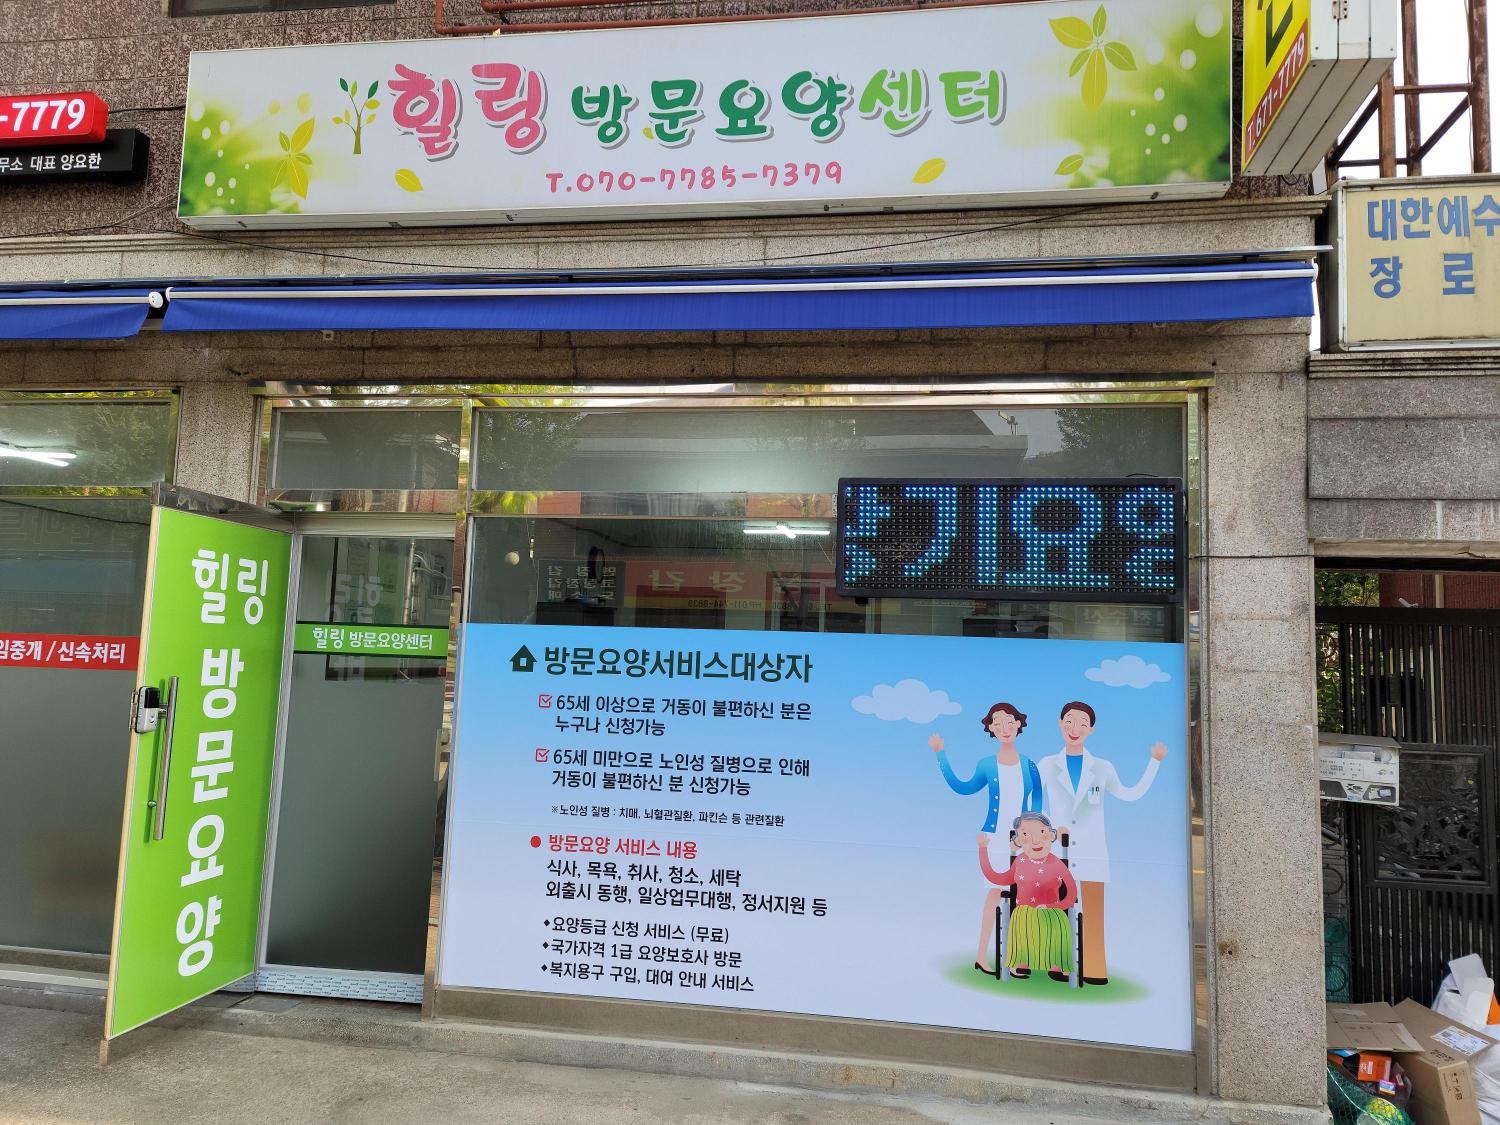 힐링 방문요양센터
T.070-7785-7379
-7779
무소 대표 양요한
T.671-7779
대한예수
장로
힐링
방문요양
힐링 방문요양센터
임중개 / 신속처리
기요양
방문요양서비스대상자
65세 이상으로 거동이 불편하신 분은
누구나 신청가능
65세 미만으로 노인성 질병으로 인해
거동이 불편하신 분 신청가능
※노인성 질병 : 치매, 뇌혈관질환, 파킨슨 등 관련질환
● 방문요양 서비스 내용
식사, 목욕, 취사, 청소, 세탁
외출시 동행, 일상업무대행, 정서지원 등
◆요양등급 신청 서비스 (무료)
◆국가자격 1급 요양보호사 방문
◆복지용구 구입, 대여 안내 서비스